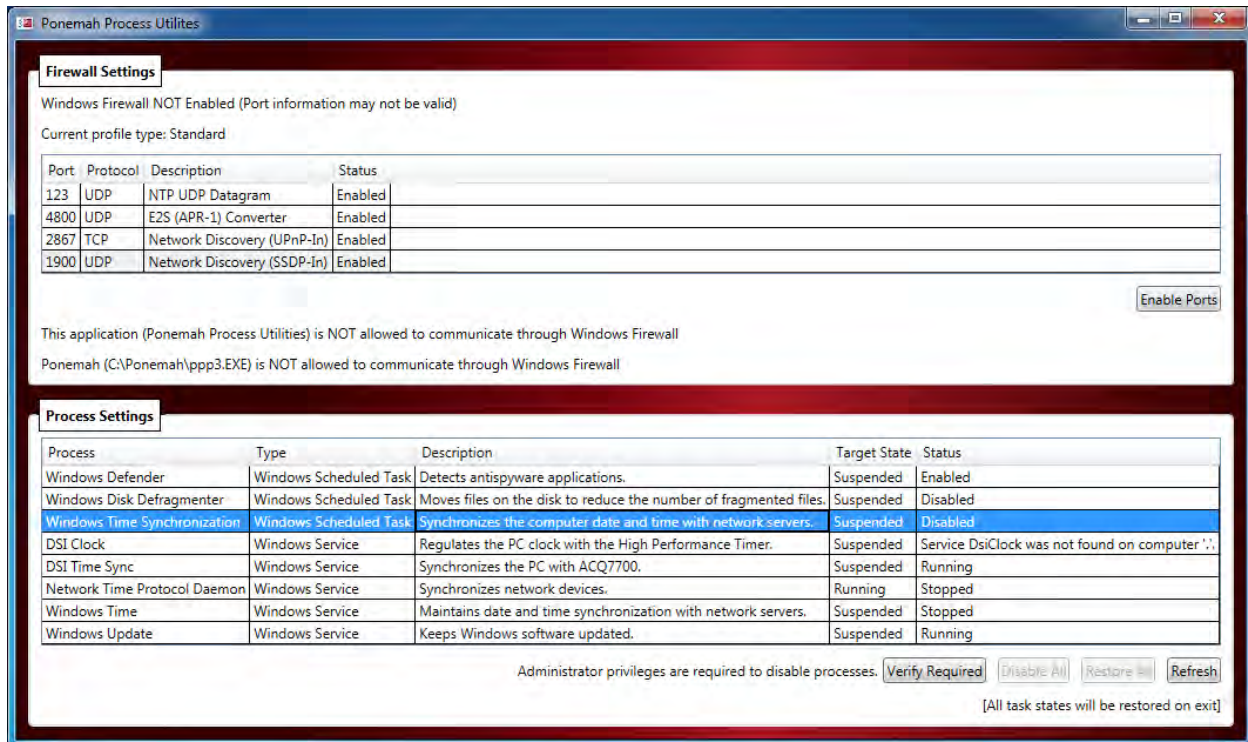 Ponemah Process Utilites
Firewall Settings
Windows Firewall NOT Enabled (Port information may not be valid)
Current profile type: Standard
Port Protocol Description Status
123 UDP NTP UDP Datagram Enabled
4800 UDP E2S (APR-1) Converter Enabled
2867 TCP Network Discovery (UPnP-In) Enabled
1900 UDP Network Discovery (SSDP-In) Enabled
Enable Ports
This application (Ponemah Process Utilities) is NOT allowed to communicate through Windows Firewall
Ponemah (C:\Ponemah\ppp3.EXE) is NOT allowed to communicate through Windows Firewall
Process Settings
Process Type Description Target State Status
Windows Defender Windows Scheduled Task Detects antispyware applications. Suspended Enabled
Windows Disk Defragmenter Windows Scheduled Task Moves files on the disk to reduce the number of fragmented files. Suspended Disabled
Windows Time Synchronization Windows Scheduled Task Synchronizes the computer date and time with network servers. Suspended Disabled
DSI Clock Windows Service Regulates the PC clock with the High Performance Timer. Suspended Service DsiClock was not found on computer '.'.
DSI Time Sync Windows Service Synchronizes the PC with ACQ7700. Suspended Running
Network Time Protocol Daemon Windows Service Synchronizes network devices. Running Stopped
Windows Time Windows Service Maintains date and time synchronization with network servers. Suspended Stopped
Windows Update Windows Service Keeps Windows software updated. Suspended Running
Administrator privileges are required to disable processes. Verify Required Disable All Restore All Refresh
[All task states will be restored on exit]